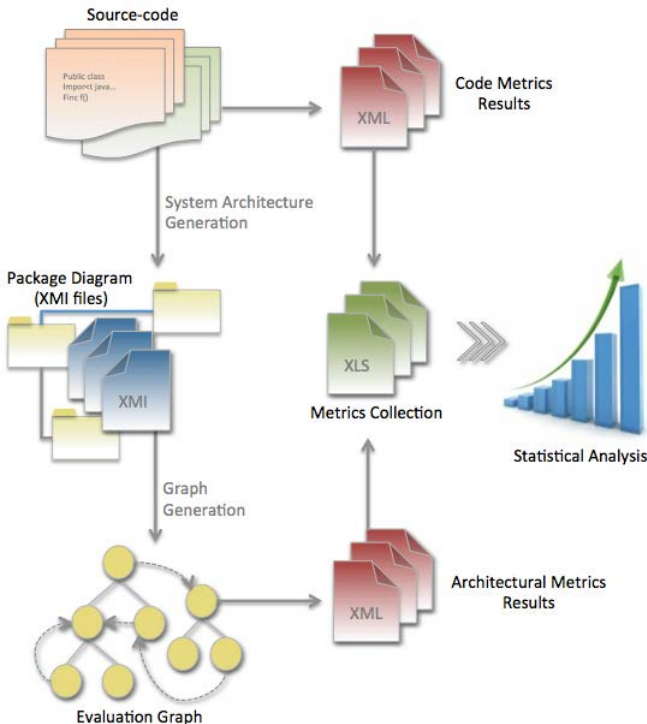 Source-code
Public class
Import java...
Finc f()
XML
Code Metrics
Results
System Architecture
Generation
Package Diagram
(XMI files)
XMI
XLS
Metrics Collection
Statistical Analysis
Graph
Generation
XML
Architectural Metrics
Results
Evaluation Graph